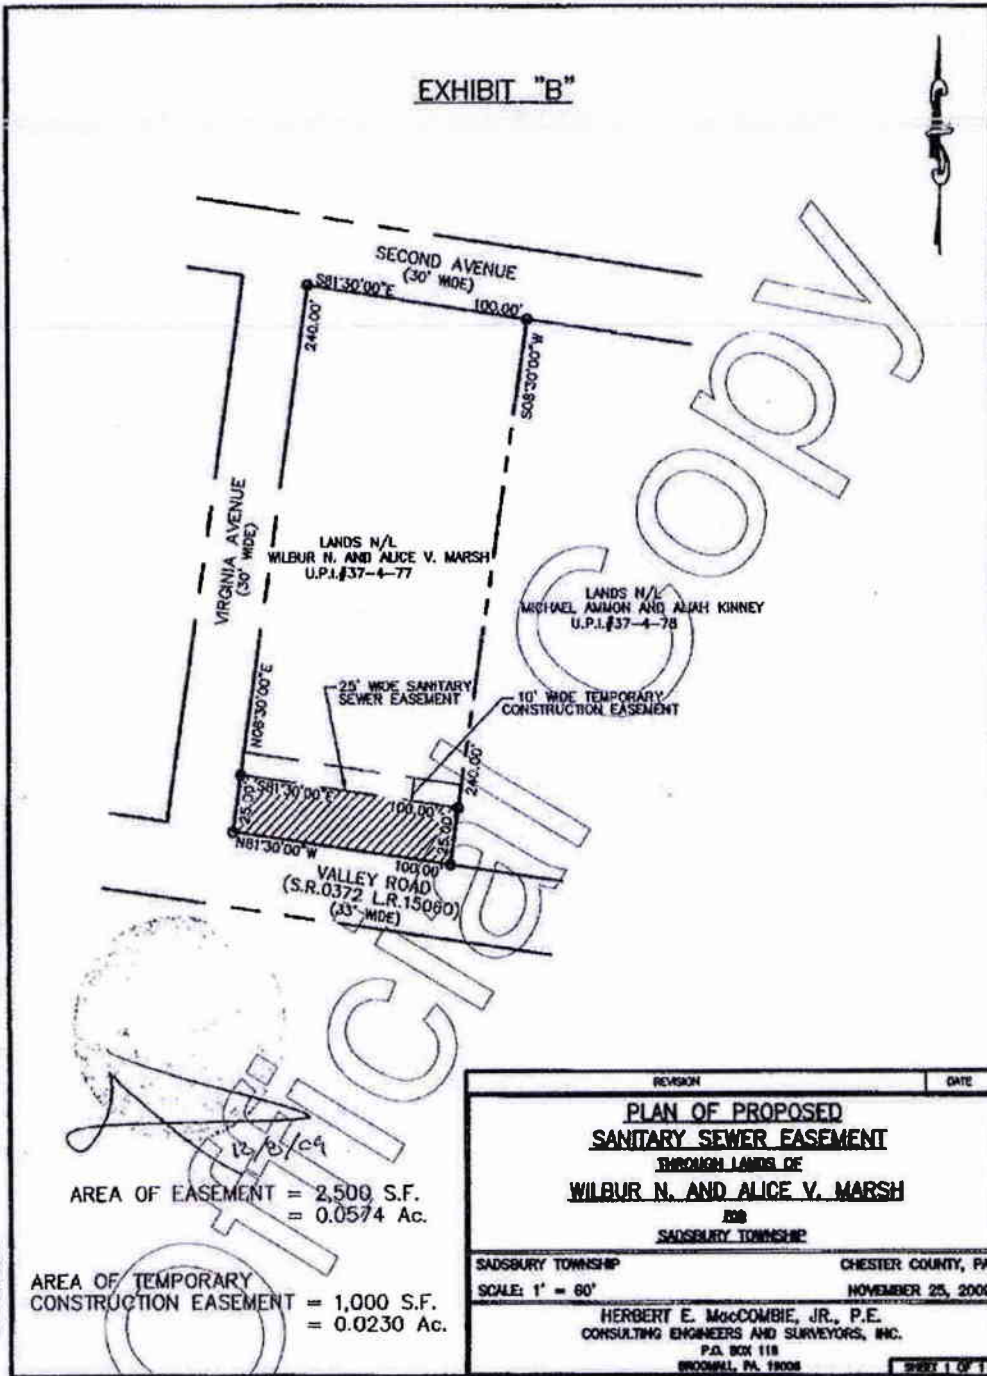 EXHIBIT "B"
SECOND AVENUE
(30' WIDE)
S81°30'00"E
100.00'
240.00'
S08°30'00"W
VIRGINIA AVENUE
(30' WIDE)
LANDS N/L
WILBUR N. AND ALICE V. MARSH
U.P.I.#37-4-77
LANDS N/L
MICHAEL AMMON AND ALIAH KINNEY
U.P.I.#37-4-78
N08°30'00"E
25' WIDE SANITARY
SEWER EASEMENT
10' WIDE TEMPORARY
CONSTRUCTION EASEMENT
240.00'
S81°30'00"E
100.00'
25.00'
25.00'
N81°30'00"W
100.00'
VALLEY ROAD
(S.R.0372 L.R.15060)
(33' WIDE)
Unofficial Copy
AREA OF EASEMENT = 2,500 S.F.
= 0.0574 Ac.
AREA OF TEMPORARY
CONSTRUCTION EASEMENT = 1,000 S.F.
= 0.0230 Ac.
REVISION DATE
PLAN OF PROPOSED
SANITARY SEWER EASEMENT
THROUGH LANDS OF
WILBUR N. AND ALICE V. MARSH
FOR
SADSBURY TOWNSHIP
SADSBURY TOWNSHIP CHESTER COUNTY, PA
SCALE: 1' = 60' NOVEMBER 25,
HERBERT E. MacCOMBIE, JR., P.E.
CONSULTING ENGINEERS AND SURVEYORS, INC.
P.O. BOX 118
BROOMALL, PA. 19008
SHEET 1 OF 1